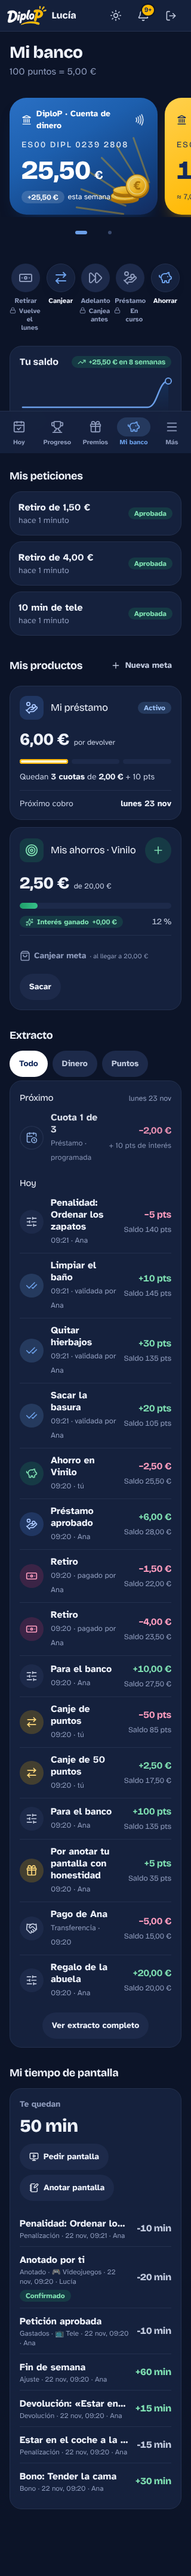 DiploP Lucía 9+
Mi banco
100 puntos = 5,00 €
DiploP · Cuenta de
dinero
ES00 DIPL 0239 2808
ES
25,50 €
+25,50 € esta semana
≈ 7,0
Retirar Canjear Adelanto Préstamo Ahorrar
Vuelve el lunes
Canjea antes
En curso
Tu saldo
+25,50 € en 8 semanas
Hoy Progreso Premios Mi banco Más
Mis peticiones
Retiro de 1,50 €
hace 1 minuto
Aprobada
Retiro de 4,00 €
hace 1 minuto
Aprobada
10 min de tele
hace 1 minuto
Aprobada
Mis productos
+ Nueva meta
Mi préstamo
Activo
6,00 € por devolver
Quedan 3 cuotas de 2,00 € + 10 pts
Próximo cobro lunes 23 nov
Mis ahorros · Vinilo
2,50 € de 20,00 €
Interés ganado +0,00 €
12 %
Canjear meta · al llegar a 20,00 €
Sacar
Extracto
Todo Dinero Puntos
Próximo lunes 23 nov
Cuota 1 de
3
Préstamo ·
programada
−2,00 €
+ 10 pts de interés
Hoy
Penalidad:
Ordenar los
zapatos
09:21 · Ana
−5 pts
Saldo 140 pts
Limpiar el
baño
09:21 · validada por
Ana
+10 pts
Saldo 145 pts
Quitar
hierbajos
09:21 · validada por
Ana
+30 pts
Saldo 135 pts
Sacar la
basura
09:21 · validada por
Ana
+20 pts
Saldo 105 pts
Ahorro en
Vinilo
09:20 · tú
−2,50 €
Saldo 25,50 €
Préstamo
aprobado
09:20 · Ana
+6,00 €
Saldo 28,00 €
Retiro
09:20 · pagado por
Ana
−1,50 €
Saldo 22,00 €
Retiro
09:20 · pagado por
Ana
−4,00 €
Saldo 23,50 €
Para el banco
09:20 · Ana
+10,00 €
Saldo 27,50 €
Canje de
puntos
09:20 · tú
−50 pts
Saldo 85 pts
Canje de 50
puntos
09:20 · tú
+2,50 €
Saldo 17,50 €
Para el banco
09:20 · Ana
+100 pts
Saldo 135 pts
Por anotar tu
pantalla con
honestidad
09:20 · Ana
+5 pts
Saldo 35 pts
Pago de Ana
Transferencia ·
09:20
−5,00 €
Saldo 15,00 €
Regalo de la
abuela
09:20 · Ana
+20,00 €
Saldo 20,00 €
Ver extracto completo
Mi tiempo de pantalla
Te quedan
50 min
Pedir pantalla
Anotar pantalla
Penalidad: Ordenar lo...
Penalización · 22 nov, 09:21 · Ana
-10 min
Anotado por ti
Anotado · Videojuegos · 22
nov, 09:20 · Lucía
Confirmado
-20 min
Petición aprobada
Gastados · Tele · 22 nov, 09:20
· Ana
-10 min
Fin de semana
Ajuste · 22 nov, 09:20 · Ana
+60 min
Devolución: «Estar en...
Devolución · 22 nov, 09:20 · Ana
+15 min
Estar en el coche a la ...
Penalización · 22 nov, 09:20 · Ana
-15 min
Bono: Tender la cama
Bono · 22 nov, 09:20 · Ana
+30 min